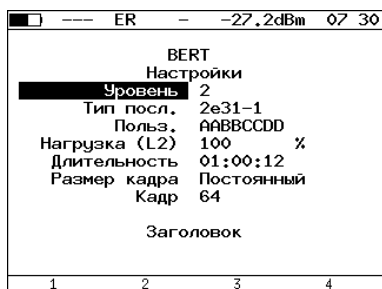 --- ER - -27.2dBm 07 30
BERT
Настройки
Уровень 2
Тип посл. 2e31-1
Польз. AABBCCDD
Нагрузка (L2) 100 %
Длительность 01:00:12
Размер кадра Постоянный
Кадр 64
Заголовок
1 2 3 4